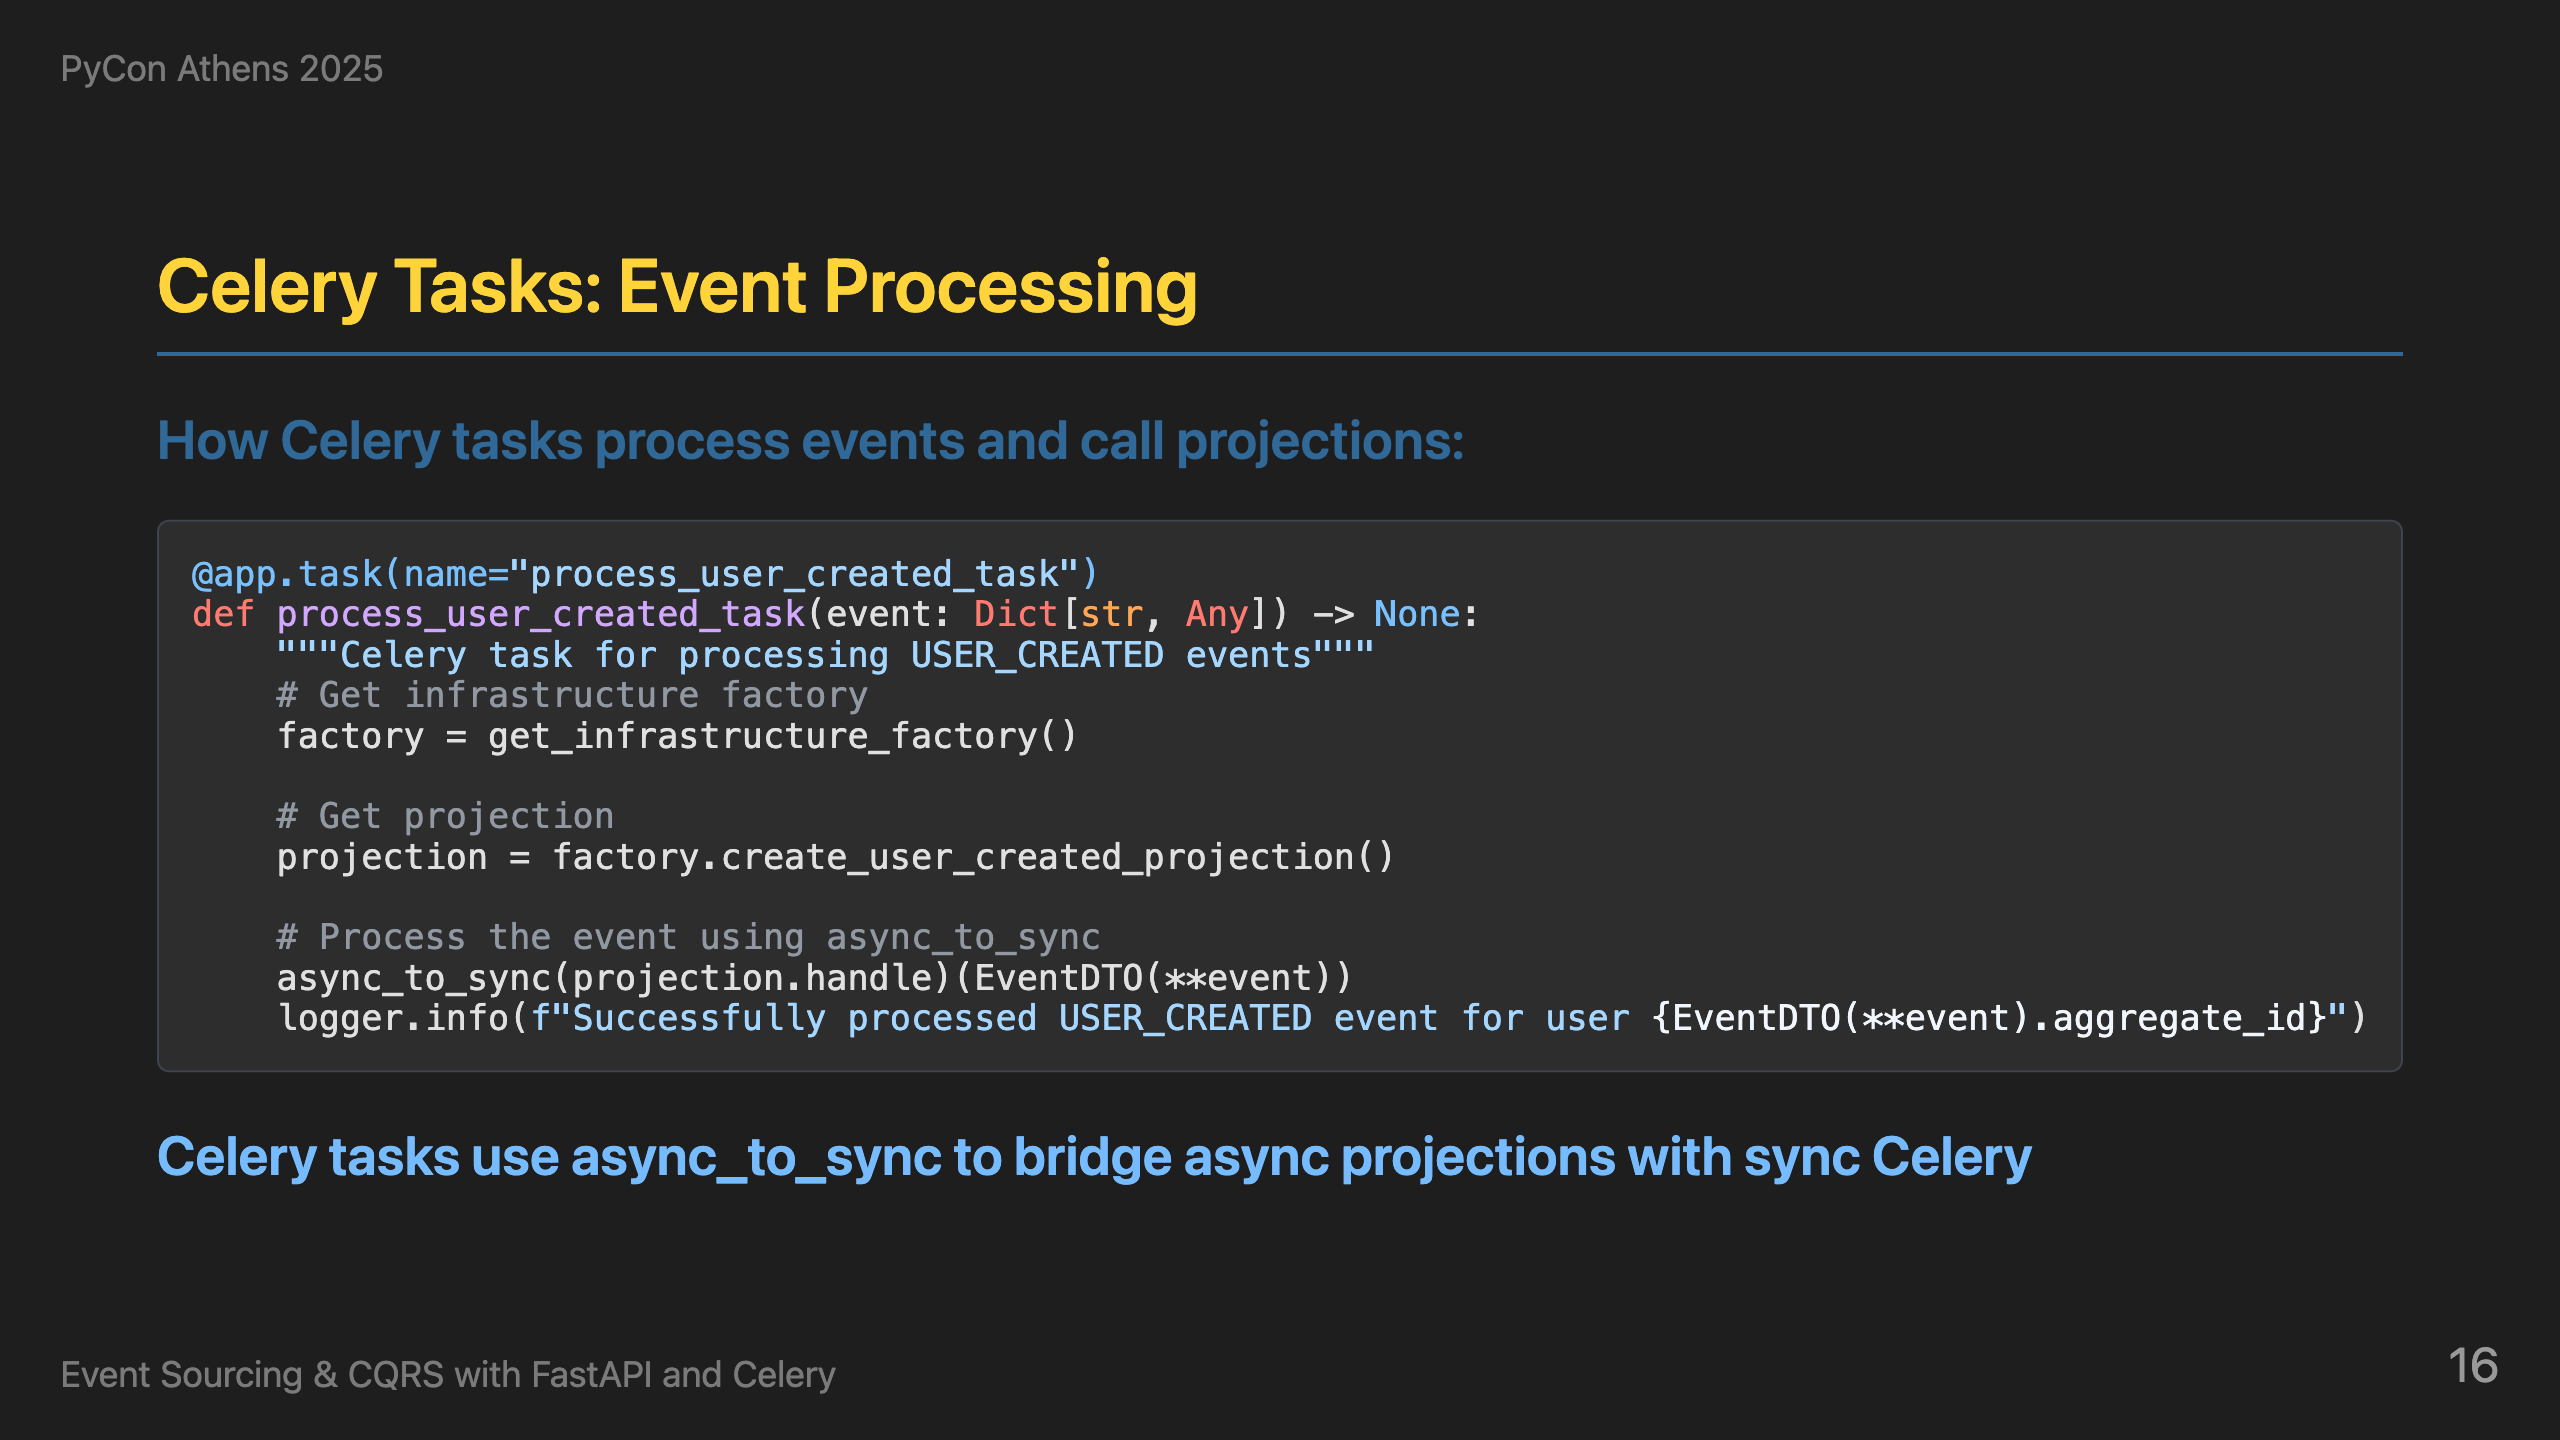 PyCon Athens 2025
Celery Tasks: Event Processing
How Celery tasks process events and call projections:
@app.task(name="process_user_created_task")
def process_user_created_task(event: Dict[str, Any]) -> None:
    """Celery task for processing USER_CREATED events"""
    # Get infrastructure factory
    factory = get_infrastructure_factory()
    # Get projection
    projection = factory.create_user_created_projection()
    # Process the event using async_to_sync
    async_to_sync(projection.handle)(EventDTO(**event))
    logger.info(f"Successfully processed USER_CREATED event for user {EventDTO(**event).aggregate_id}")
Celery tasks use async_to_sync to bridge async projections with sync Celery
Event Sourcing & CQRS with FastAPI and Celery
16